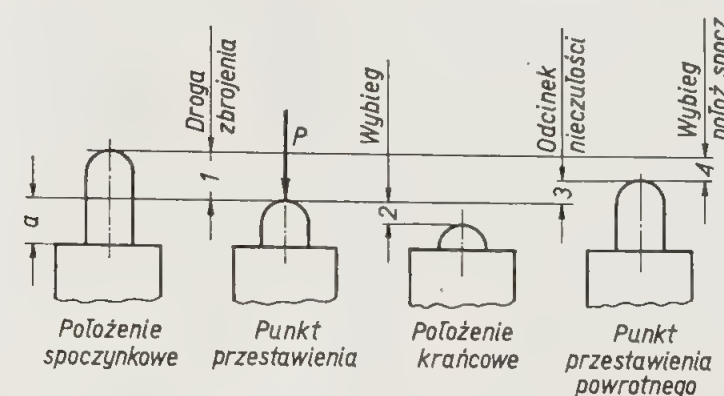 Droga
zbrojenia
Wybieg
Odcinek
nieczułości
Wybieg
położ. spocz
P
a
1
2
3
4
Położenie
spoczynkowe
Punkt
przestawienia
Położenie
krańcowe
Punkt
przestawienia
powrotnego